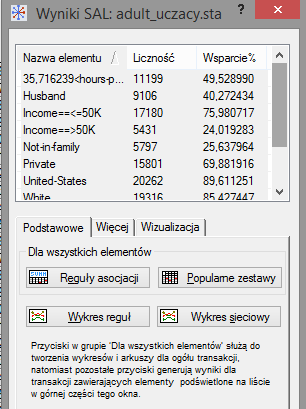 Wyniki SAL: adult_uczacy.sta
Nazwa elementu Liczność Wsparcie%
35,716239<hours-p... 11199 49,528990
Husband 9106 40,272434
Income==<=50K 17180 75,980717
Income==>50K 5431 24,019283
Not-in-family 5797 25,637964
Private 15801 69,881916
United-States 20262 89,611251
White 19316 85,427447
Podstawowe Więcej Wizualizacja
Dla wszystkich elementów
Reguły asocjacji Popularne zestawy
Wykres reguł Wykres sieciowy
Przyciski w grupie 'Dla wszystkich elementów' służą do
tworzenia wykresów i arkuszy dla ogółu transakcji,
natomiast pozostałe przyciski generują wyniki dla
transakcji zawierających elementy podświetlone na liście
w górnej części tego okna.